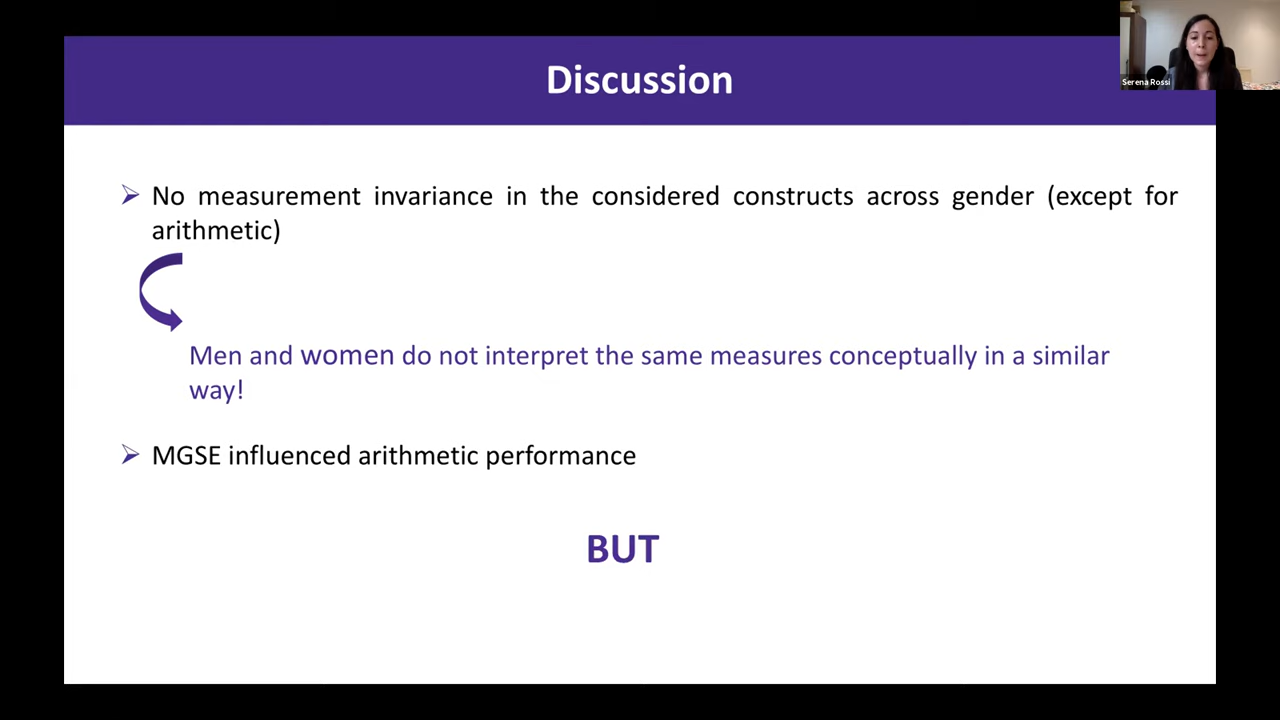 Discussion
Serena Rossi
No measurement invariance in the considered constructs across gender (except for
arithmetic)
Men and women do not interpret the same measures conceptually in a similar
way!
MGSE influenced arithmetic performance
BUT